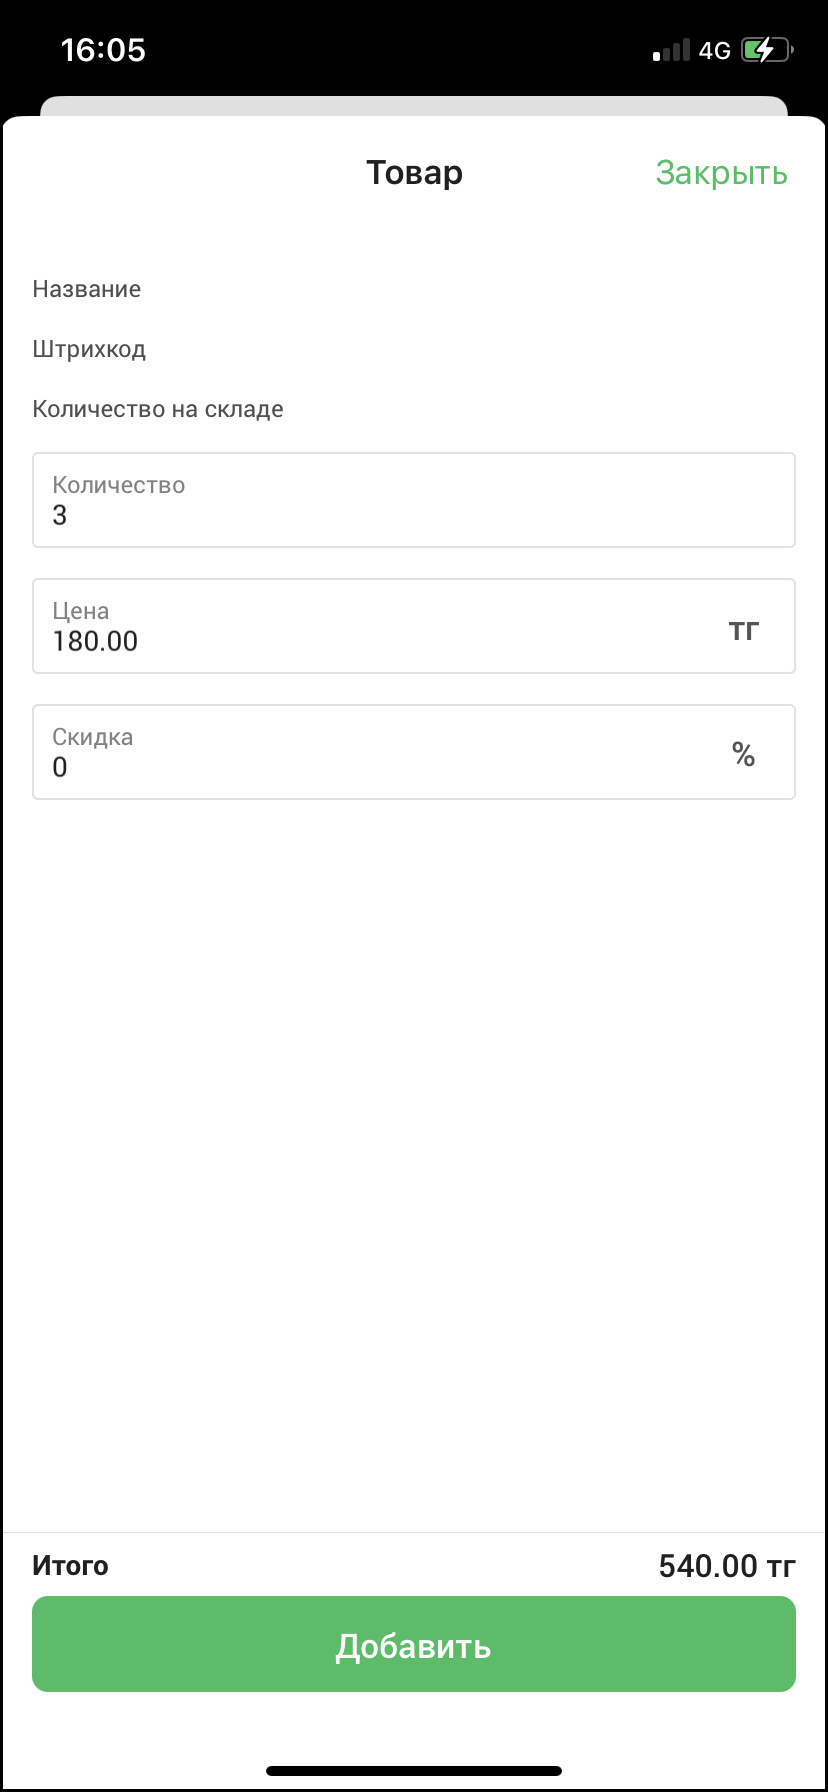 16:05 4G
Товар Закрыть
Название
Штрихкод
Количество на складе
Количество
3
Цена
180.00 тг
Скидка
0 %
Итого 540.00 тг
Добавить